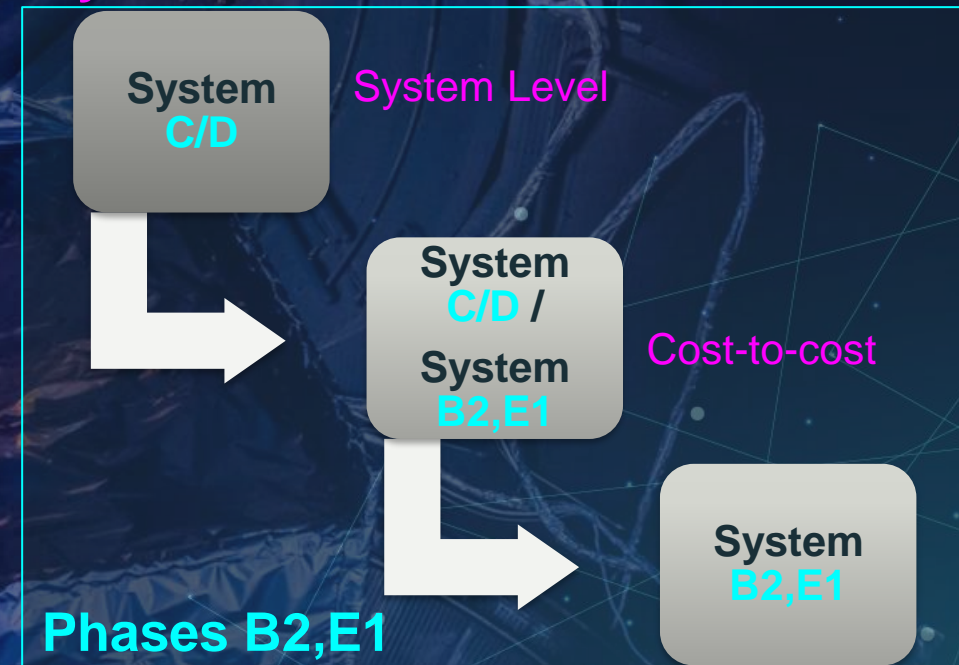 System
C/D
System Level
System
C/D /
System
B2,E1
Cost-to-cost
System
B2,E1
Phases B2,E1